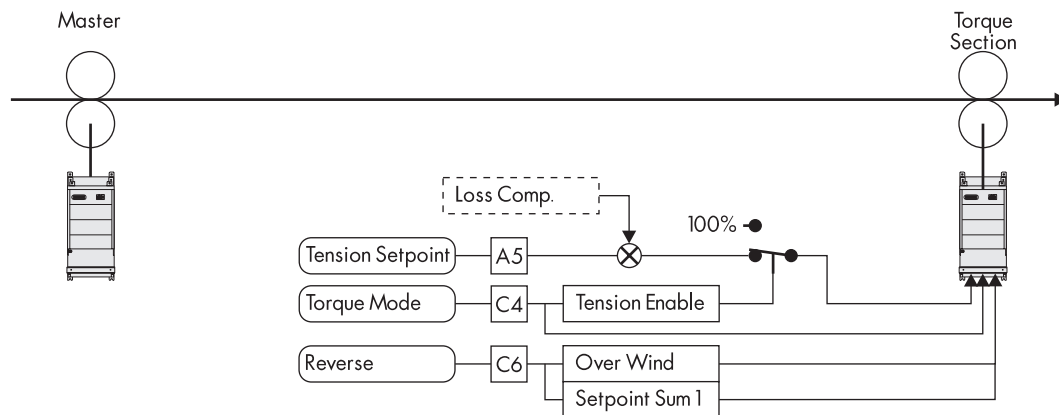 Master
Torque
Section
Loss Comp.
100%
Tension Setpoint
A5
Torque Mode
C4
Tension Enable
Reverse
C6
Over Wind
Setpoint Sum 1